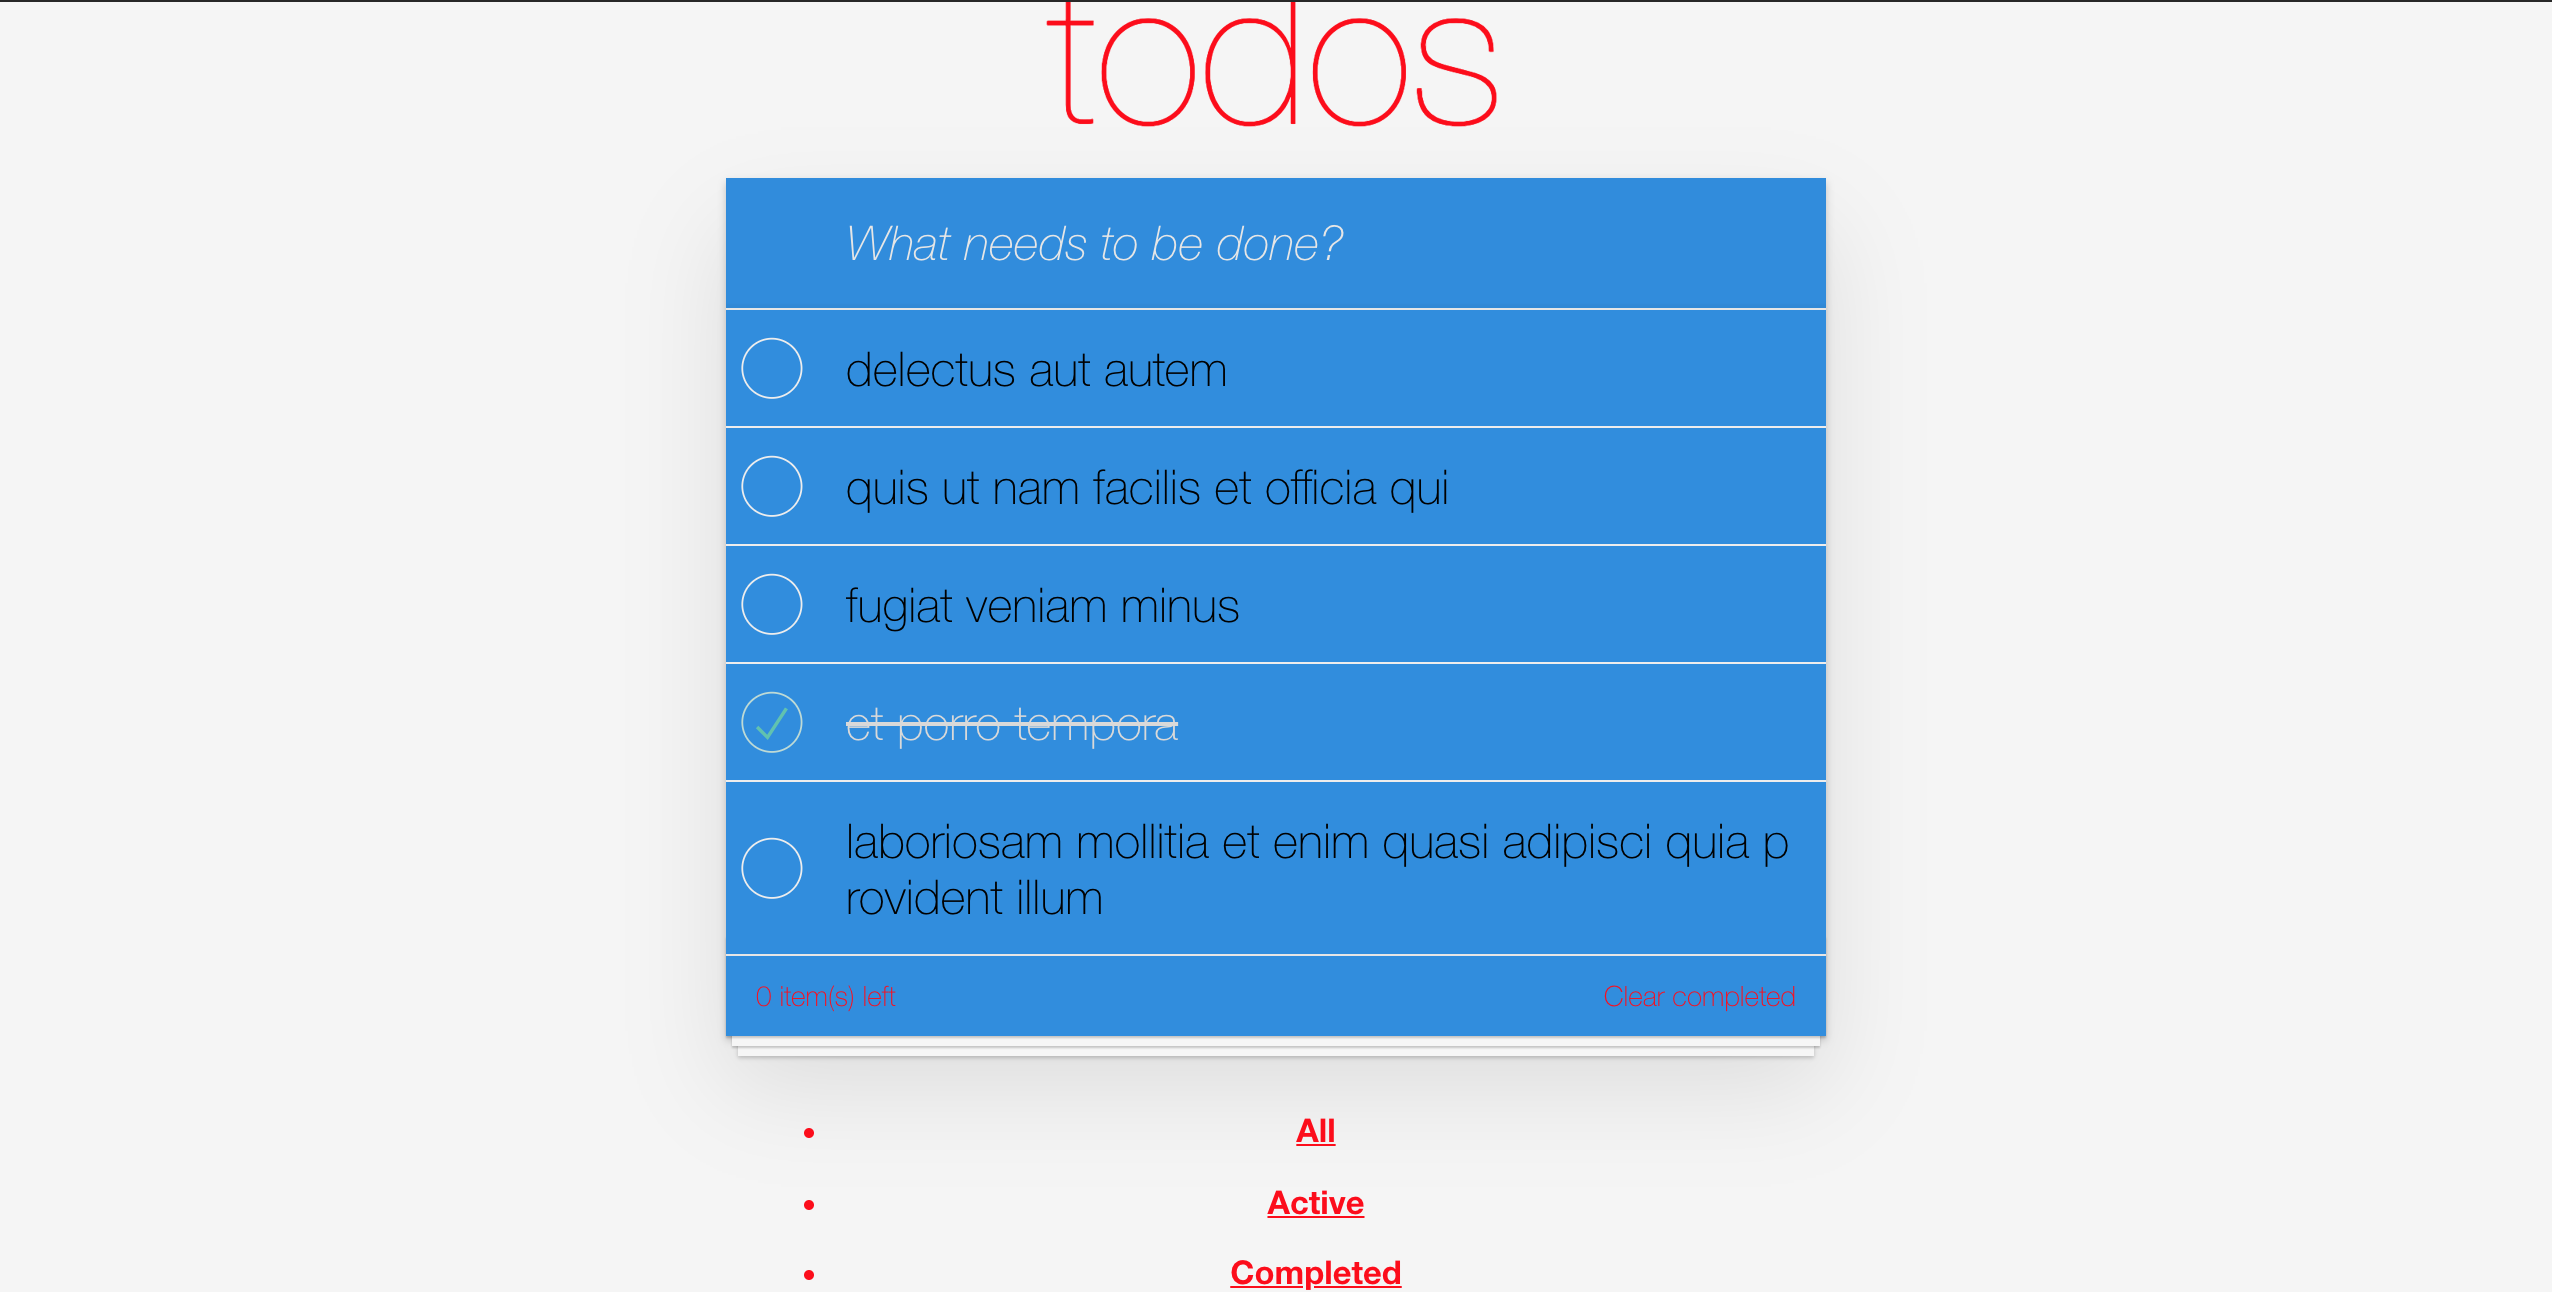 todos
What needs to be done?
delectus aut autem
quis ut nam facilis et officia qui
fugiat veniam minus
et porro tempora
laboriosam mollitia et enim quasi adipisci quia p
rovident illum
0 item(s) left
Clear completed
All
Active
Completed